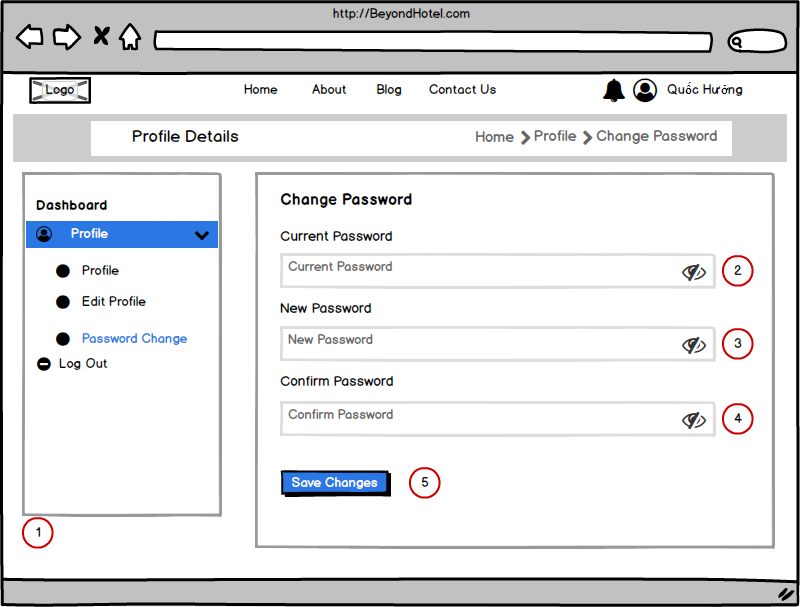 http://BeyondHotel.com
Logo Home About Blog Contact Us Quốc Hưởng
Profile Details Home Profile Change Password
Dashboard
Profile
Profile
Edit Profile
Password Change
Log Out
1
Change Password
Current Password
Current Password 2
New Password
New Password 3
Confirm Password
Confirm Password 4
Save Changes 5